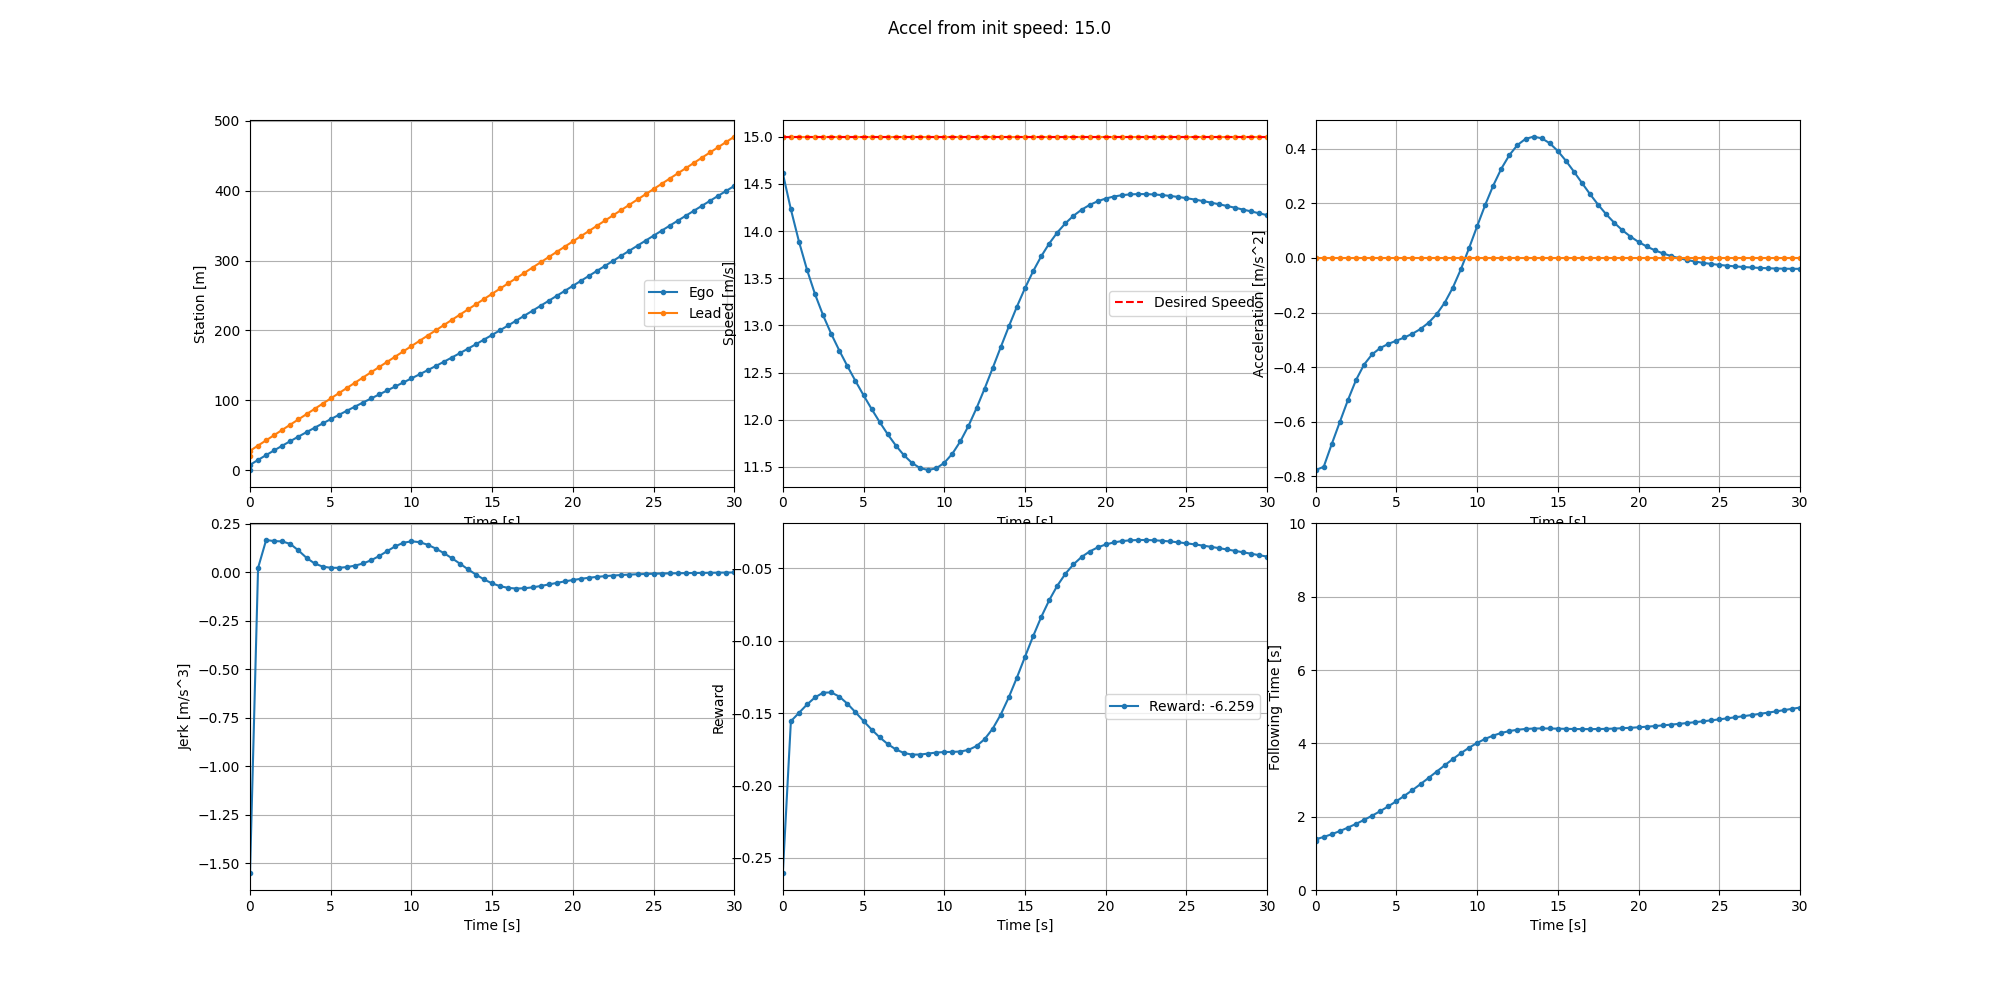 Accel from init speed: 15.0
Station [m]
500
400
300
200
100
0
Ego
Lead
0 5 10 15 20 25 30
Time [s]
Speed [m/s]
15.0
14.5
14.0
13.5
13.0
12.5
12.0
11.5
Desired Speed
0 5 10 15 20 25 30
Time [s]
Acceleration [m/s^2]
0.4
0.2
0.0
−0.2
−0.4
−0.6
−0.8
0 5 10 15 20 25 30
Time [s]
Jerk [m/s^3]
0.25
0.00
−0.25
−0.50
−0.75
−1.00
−1.25
−1.50
0 5 10 15 20 25 30
Time [s]
Reward
−0.05
−0.10
−0.15
−0.20
−0.25
Reward: -6.259
0 5 10 15 20 25 30
Time [s]
Following Time [s]
10
8
6
4
2
0
0 5 10 15 20 25 30
Time [s]